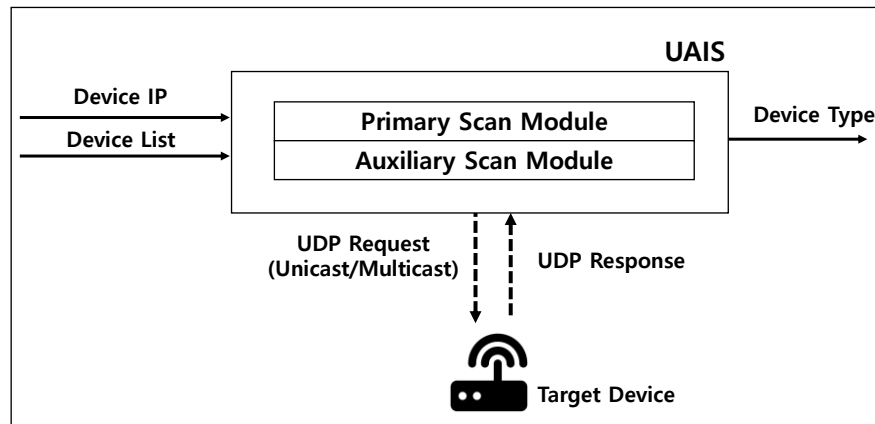 UAIS
Device IP
Device List
Primary Scan Module
Auxiliary Scan Module
Device Type
UDP Request
(Unicast/Multicast)
UDP Response
Target Device